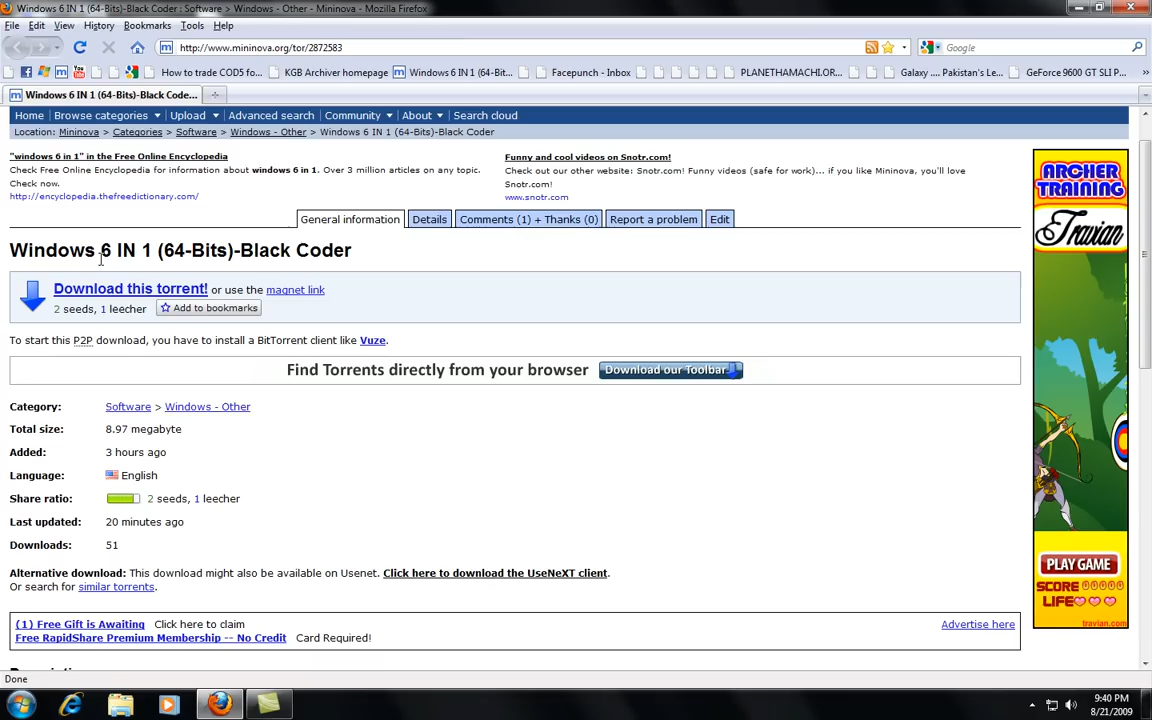 Windows 6 IN 1 (64-Bits)-Black Coder : Software > Windows - Other - Mininova - Mozilla Firefox
File Edit View History Bookmarks Tools Help
http://www.mininova.org/tor/2872583
Google
How to trade COD5 fo... KGB Archiver homepage Windows 6 IN 1 (64-Bit... Facepunch - Inbox PLANETHAMACHI.OR... Galaxy .... Pakistan's Le... GeForce 9600 GT SLI P...
Windows 6 IN 1 (64-Bits)-Black Code...
Home Browse categories Upload Advanced search Community About Search cloud
Location: Mininova > Categories > Software > Windows - Other > Windows 6 IN 1 (64-Bits)-Black Coder
"windows 6 in 1" in the Free Online Encyclopedia
Check Free Online Encyclopedia for information about windows 6 in 1. Over 3 million articles on any topic.
Check now.
http://encyclopedia.thefreedictionary.com/
Funny and cool videos on Snotr.com!
Check out our other website: Snotr.com! Funny videos (safe for work)... if you like Mininova, you'll love
Snotr.com!
www.snotr.com
General information Details Comments (1) + Thanks (0) Report a problem Edit
Windows 6 IN 1 (64-Bits)-Black Coder
Download this torrent! or use the magnet link
2 seeds, 1 leecher Add to bookmarks
To start this P2P download, you have to install a BitTorrent client like Vuze.
Find Torrents directly from your browser Download our Toolbar
Category: Software > Windows - Other
Total size: 8.97 megabyte
Added: 3 hours ago
Language: English
Share ratio: 2 seeds, 1 leecher
Last updated: 20 minutes ago
Downloads: 51
Alternative download: This download might also be available on Usenet. Click here to download the UseNeXT client.
Or search for similar torrents.
(1) Free Gift is Awaiting Click here to claim
Free RapidShare Premium Membership -- No Credit Card Required!
Advertise here
ARCHER
TRAINING
Travian
PLAY GAME
SCORE
LIFE
travian.com
Done
9:40 PM
8/21/2009